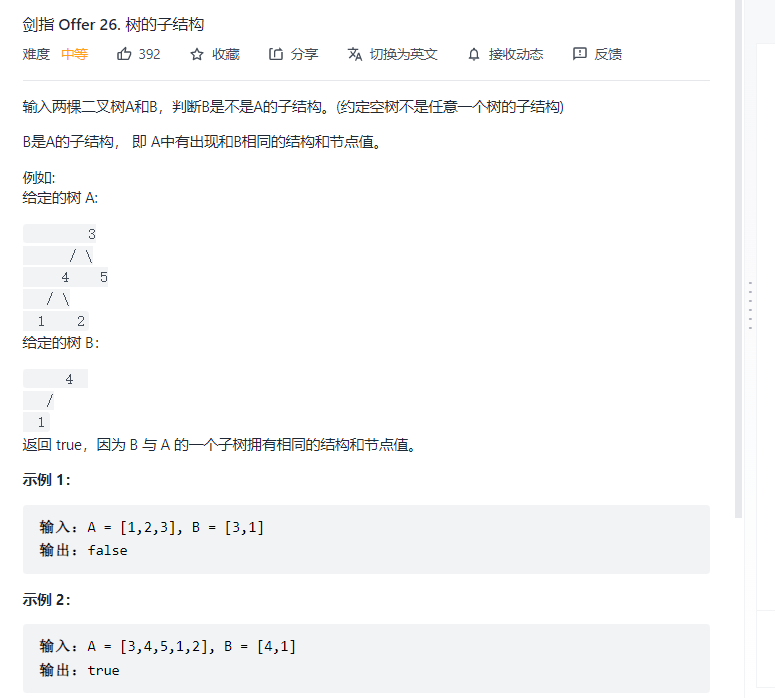 剑指 Offer 26. 树的子结构
难度 中等 392 收藏 分享 切换为英文 接收动态 反馈
输入两棵二叉树A和B，判断B是不是A的子结构。(约定空树不是任意一个树的子结构)
B是A的子结构， 即 A中有出现和B相同的结构和节点值。
例如:
给定的树 A:
3
/ \
4 5
/ \
1 2
给定的树 B：
4
/
1
返回 true，因为 B 与 A 的一个子树拥有相同的结构和节点值。
示例 1：
输入：A = [1,2,3], B = [3,1]
输出：false
示例 2：
输入：A = [3,4,5,1,2], B = [4,1]
输出：true